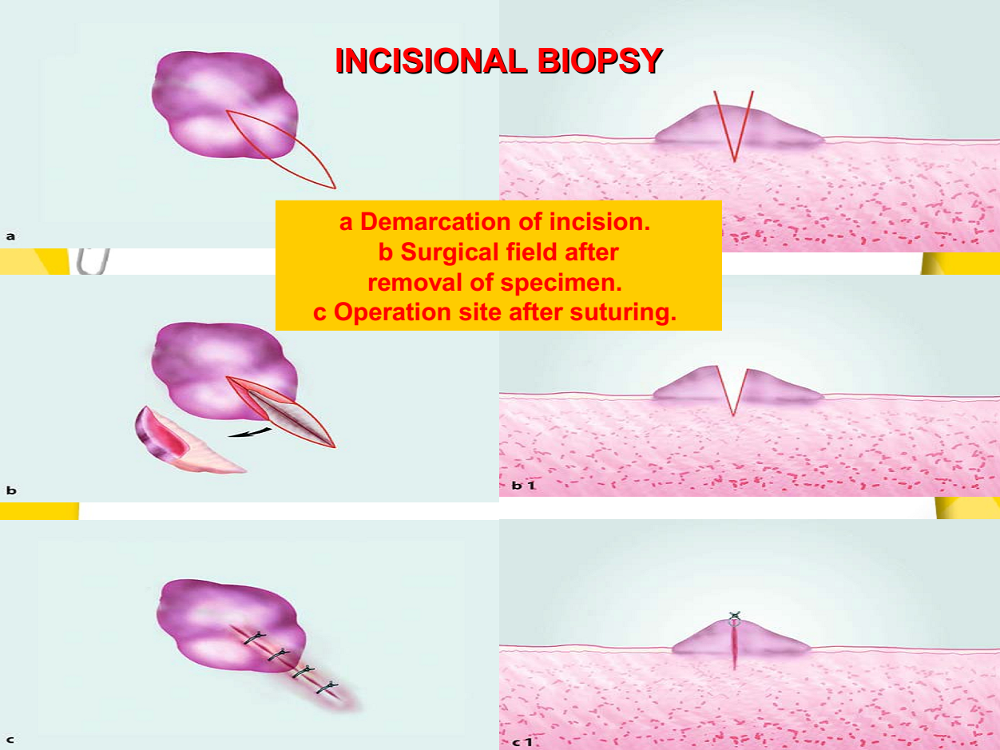 INCISIONAL BIOPSY
a
a Demarcation of incision.
b Surgical field after
removal of specimen.
c Operation site after suturing.
b
b 1
c
c 1